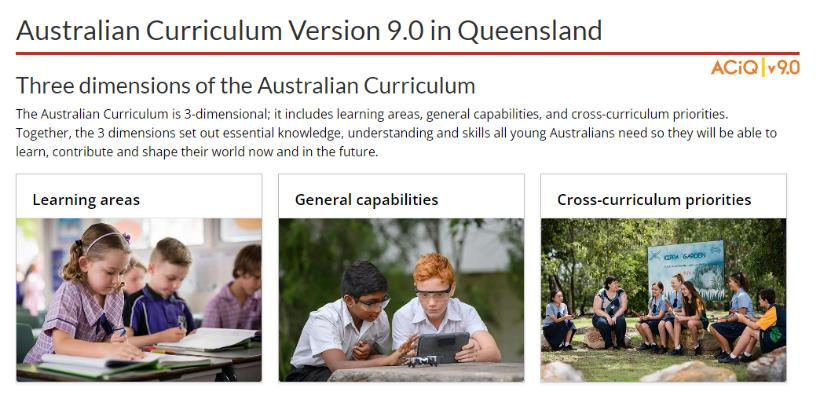 Australian Curriculum Version 9.0 in Queensland
ACiQ v9.0
Three dimensions of the Australian Curriculum
The Australian Curriculum is 3-dimensional; it includes learning areas, general capabilities, and cross-curriculum priorities.
Together, the 3 dimensions set out essential knowledge, understanding and skills all young Australians need so they will be able to
learn, contribute and shape their world now and in the future.
Learning areas
General capabilities
Cross-curriculum priorities
GARDEN